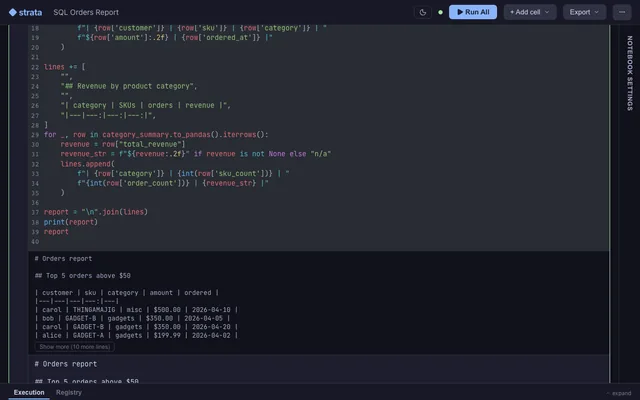 strata
SQL Orders Report
Run All
+ Add cell
Export
NOTEBOOK SETTINGS
18 f"| {row['customer']} | {row['sku']} | {row['category']} | "
19 f"${row['amount']:.2f} | {row['ordered_at']} |"
20 )
21
22 lines += [
23 "",
24 "## Revenue by product category",
25 "",
26 "| category | SKUs | orders | revenue |",
27 "|---|---:|---:|---:|",
28 ]
29 for _, row in category_summary.to_pandas().iterrows():
30 revenue = row["total_revenue"]
31 revenue_str = f"${revenue:.2f}" if revenue is not None else "n/a"
32 lines.append(
33 f"| {row['category']} | {int(row['sku_count'])} | "
34 f"{int(row['order_count'])} | {revenue_str} |"
35 )
36
37 report = "\n".join(lines)
38 print(report)
39 report
40
# Orders report
## Top 5 orders above $50
| customer | sku | category | amount | ordered |
|---|---|---|---:|---|
| carol | THINGAMAJIG | misc | $500.00 | 2026-04-10 |
| bob | GADGET-B | gadgets | $350.00 | 2026-04-05 |
| carol | GADGET-B | gadgets | $350.00 | 2026-04-20 |
| alice | GADGET-A | gadgets | $199.99 | 2026-04-02 |
Show more (10 more lines)
# Orders report
## Top 5 orders above $50
Execution
Registry
expand